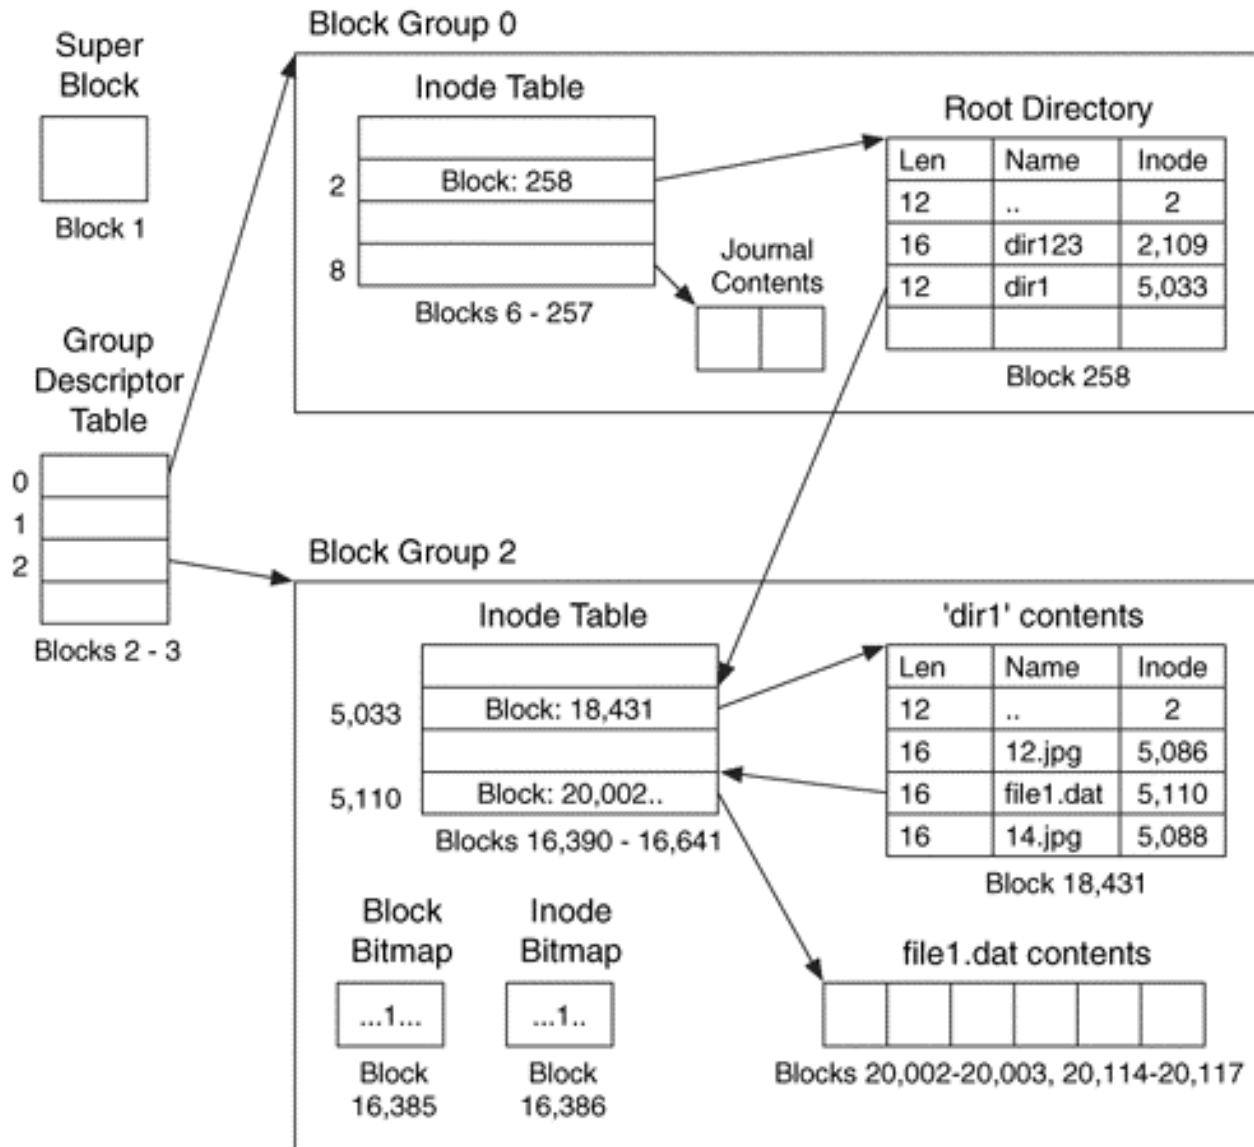 Super
Block
Block 1
Group
Descriptor
Table
0
1
2
Blocks 2 - 3
Block Group 0
Inode Table
2 Block: 258
8
Blocks 6 - 257
Journal
Contents
Root Directory
Len Name Inode
12 .. 2
16 dir123 2,109
12 dir1 5,033
Block 258
Block Group 2
Inode Table
5,033 Block: 18,431
5,110 Block: 20,002..
Blocks 16,390 - 16,641
'dir1' contents
Len Name Inode
12 .. 2
16 12.jpg 5,086
16 file1.dat 5,110
16 14.jpg 5,088
Block 18,431
Block
Bitmap
...1...
Block
16,385
Inode
Bitmap
...1..
Block
16,386
file1.dat contents
Blocks 20,002-20,003, 20,114-20,117